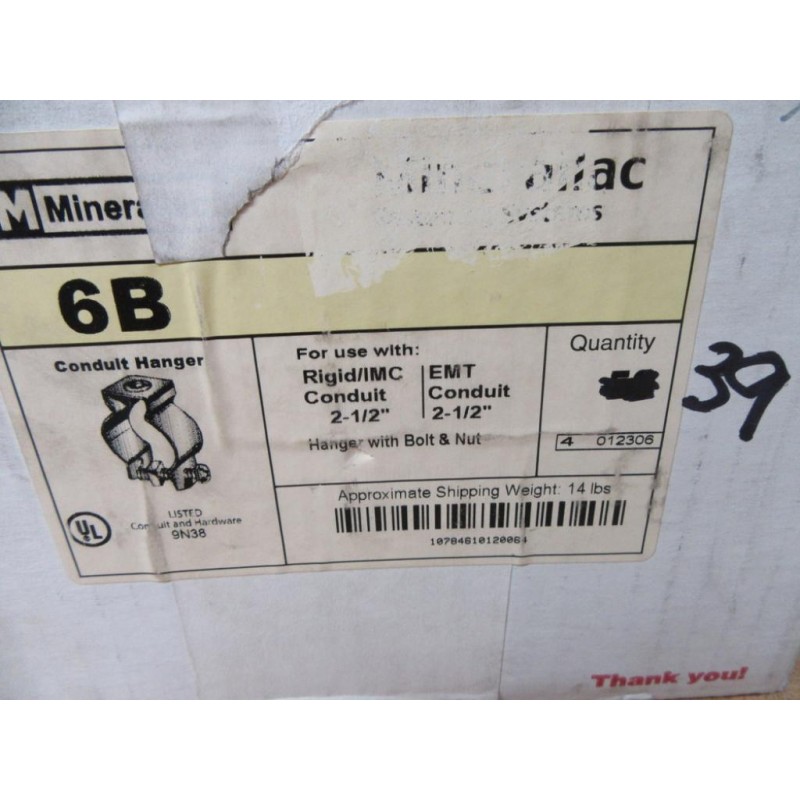 M Minera
6B
Conduit Hanger
For use with:
Rigid/IMC
Conduit
2-1/2"
EMT
Conduit
2-1/2"
Hanger with Bolt & Nut
Quantity
39
4 012306
UL
LISTED
Conduit and Hardware
9N38
Approximate Shipping Weight: 14 lbs
10784610120064
Thank you!